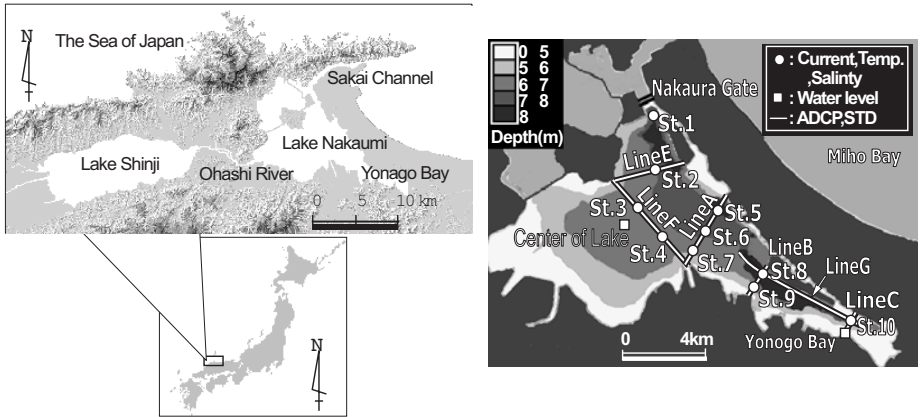 N
The Sea of Japan
Sakai Channel
Lake Nakaumi
Lake Shinji
Ohashi River
Yonago Bay
0 5 10 km
N
0 5
5 6
6 7
7 8
8
Depth(m)
: Current,Temp.
,Salinity
: Water level
: ADCP,STD
Nakaura Gate
St.1
Miho Bay
LineE
St.2
St.3
LineF
LineA
St.5
Center of Lake
St.4
St.6
St.7
LineB
St.8
LineG
St.9
LineC
St.10
Yonogo Bay
0 4km